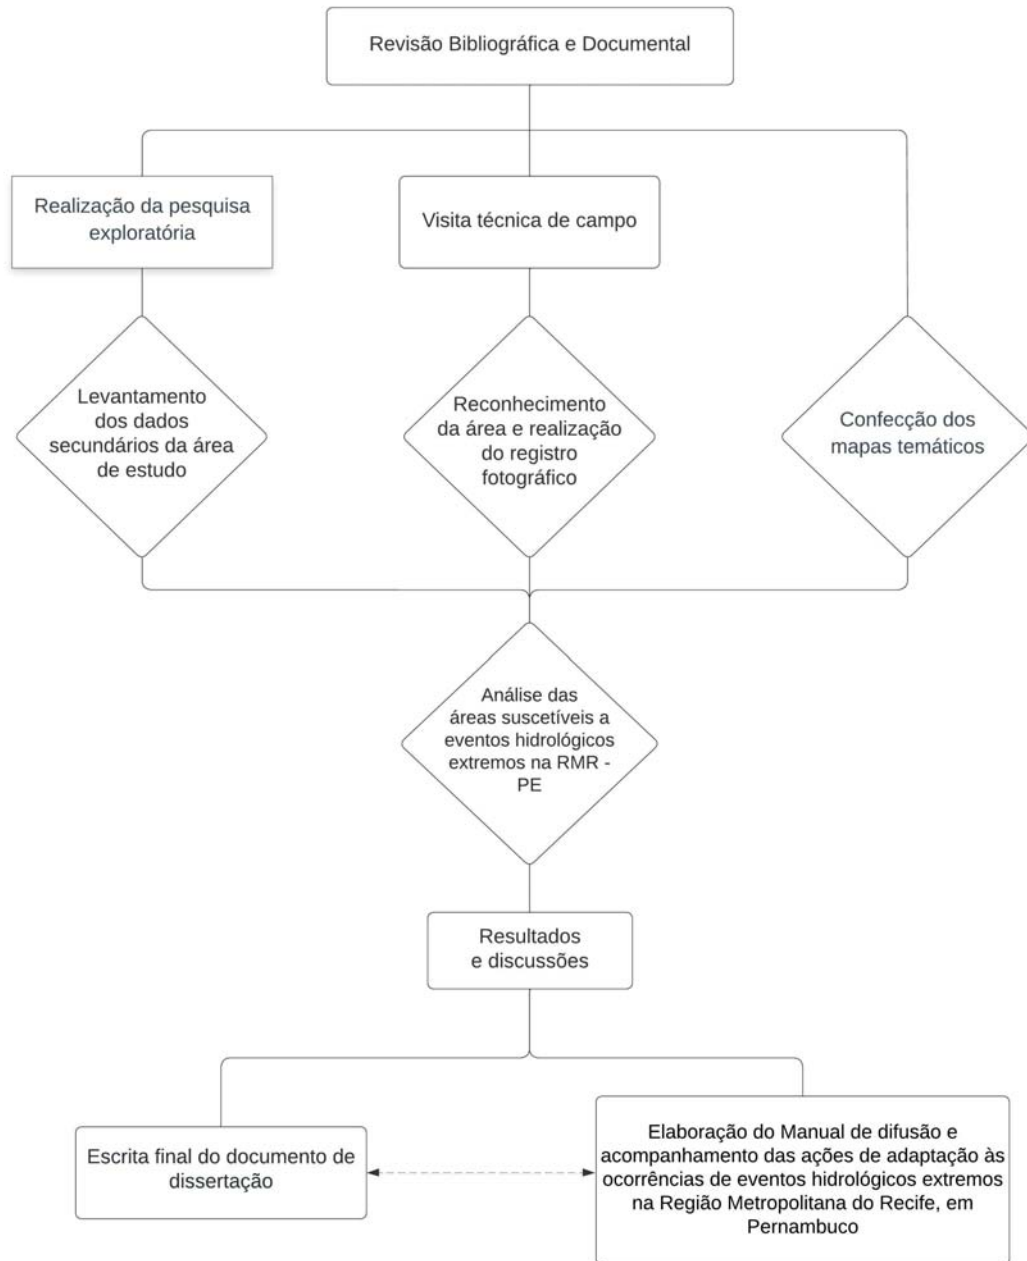 Revisão Bibliográfica e Documental
Realização da pesquisa
exploratória
Visita técnica de campo
Levantamento
dos dados
secundários da área
de estudo
Reconhecimento
da área e realização
do registro
fotográfico
Confecção dos
mapas temáticos
Análise das
áreas suscetíveis a
eventos hidrológicos
extremos na RMR -
PE
Resultados
e discussões
Escrita final do documento de
dissertação
Elaboração do Manual de difusão e
acompanhamento das ações de adaptação às
ocorrências de eventos hidrológicos extremos
na Região Metropolitana do Recife, em
Pernambuco